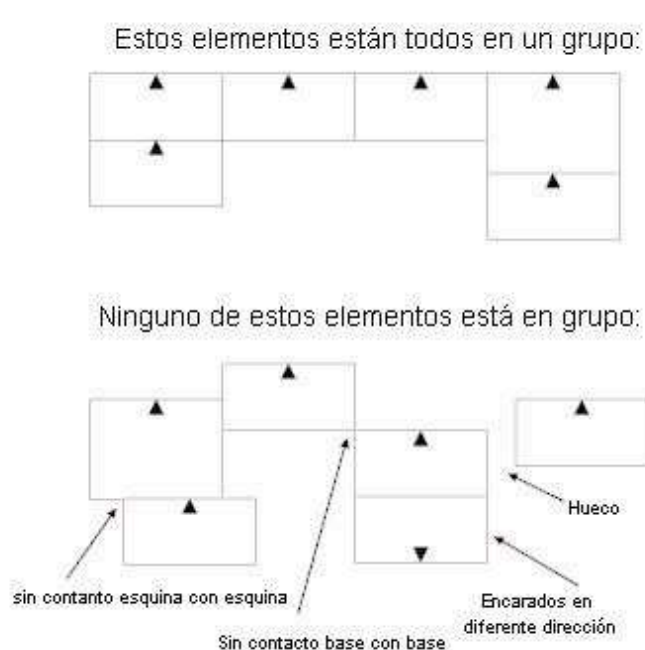 Estos elementos están todos en un grupo:
Ninguno de estos elementos está en grupo:
Hueco
sin contanto esquina con esquina
Encarados en
diferente dirección
Sin contacto base con base